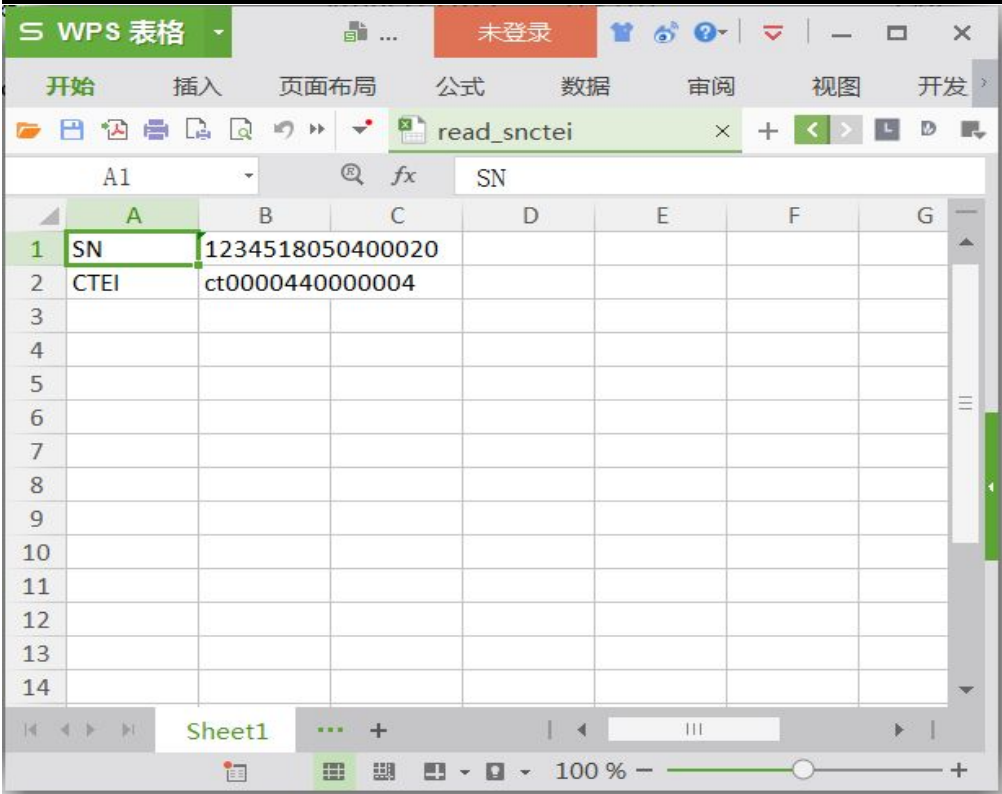 S WPS 表格
... 未登录
开始 插入 页面布局 公式 数据 审阅 视图 开发
read_snctei
A1 fx SN
A B C D E F G
1 SN 1234518050400020
2 CTEI ct0000440000004
3
4
5
6
7
8
9
10
11
12
13
14
Sheet1 ... +
100 % − +